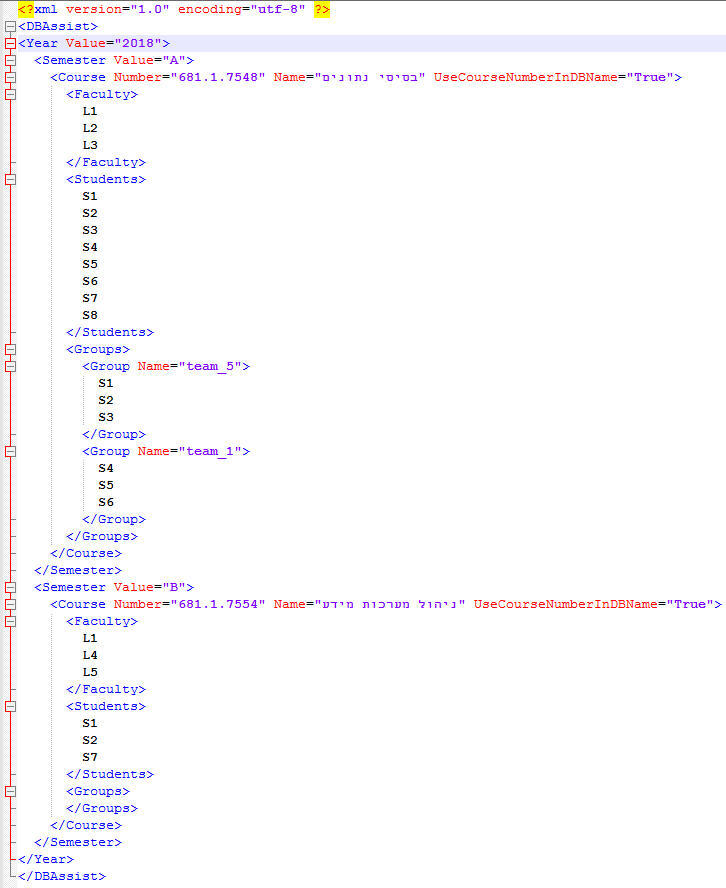 <?xml version="1.0" encoding="utf-8" ?>
<DBAssist>
<Year Value="2018">
<Semester Value="A">
<Course Number="681.1.7548" Name="בסיסי נתונים" UseCourseNumberInDBName="True">
<Faculty>
L1
L2
L3
</Faculty>
<Students>
S1
S2
S3
S4
S5
S6
S7
S8
</Students>
<Groups>
<Group Name="team_5">
S1
S2
S3
</Group>
<Group Name="team_1">
S4
S5
S6
</Group>
</Groups>
</Course>
</Semester>
<Semester Value="B">
<Course Number="681.1.7554" Name="ניהול מערכות מידע" UseCourseNumberInDBName="True">
<Faculty>
L1
L4
L5
</Faculty>
<Students>
S1
S2
S7
</Students>
<Groups>
</Groups>
</Course>
</Semester>
</Year>
</DBAssist>